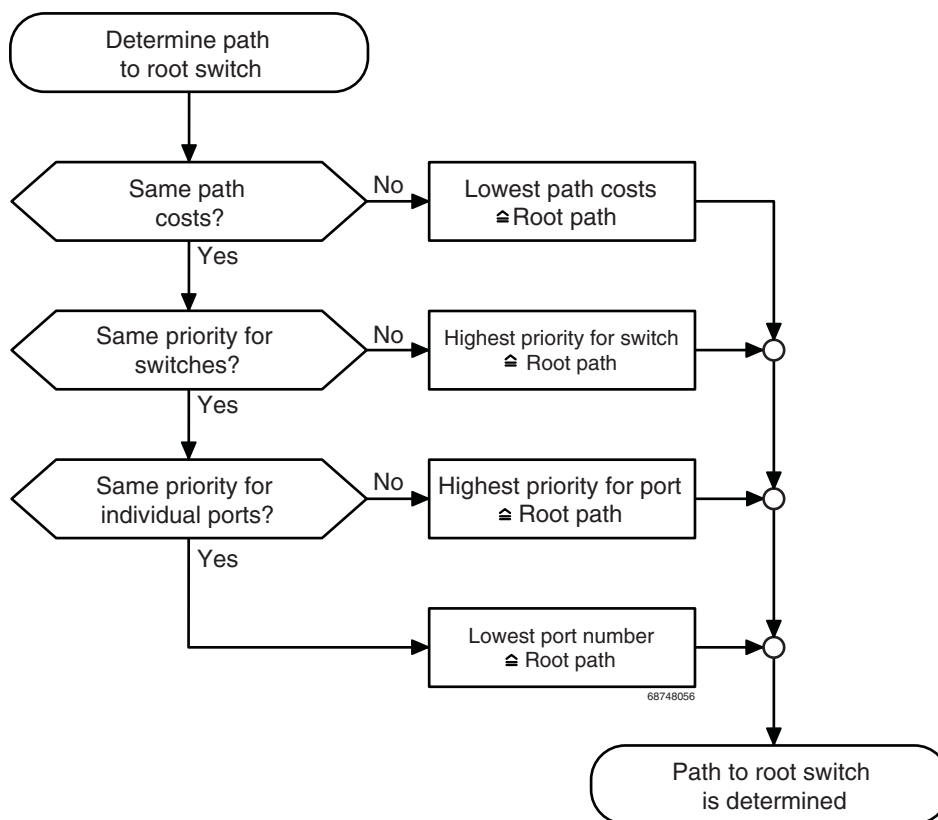 Determine path
to root switch
Same path
costs?
No
Lowest path costs
≙ Root path
Yes
Same priority for
switches?
No
Highest priority for switch
≙ Root path
Yes
Same priority for
individual ports?
No
Highest priority for port
≙ Root path
Yes
Lowest port number
≙ Root path
68748056
Path to root switch
is determined